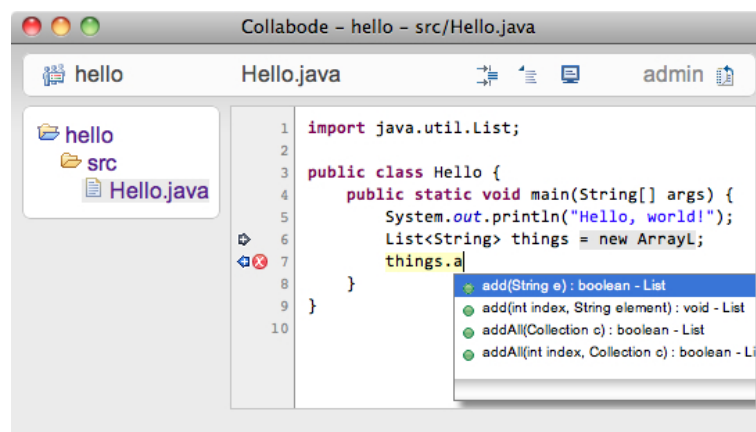 Collabode – hello – src/Hello.java
hello Hello.java admin
hello
src
Hello.java
1 import java.util.List;
2
3 public class Hello {
4 public static void main(String[] args) {
5 System.out.println("Hello, world!");
6 List<String> things = new ArrayL;
7 things.a
8 }
9 }
10
add(String e) : boolean - List
add(int index, String element) : void - List
addAll(Collection c) : boolean - List
addAll(int index, Collection c) : boolean - Li